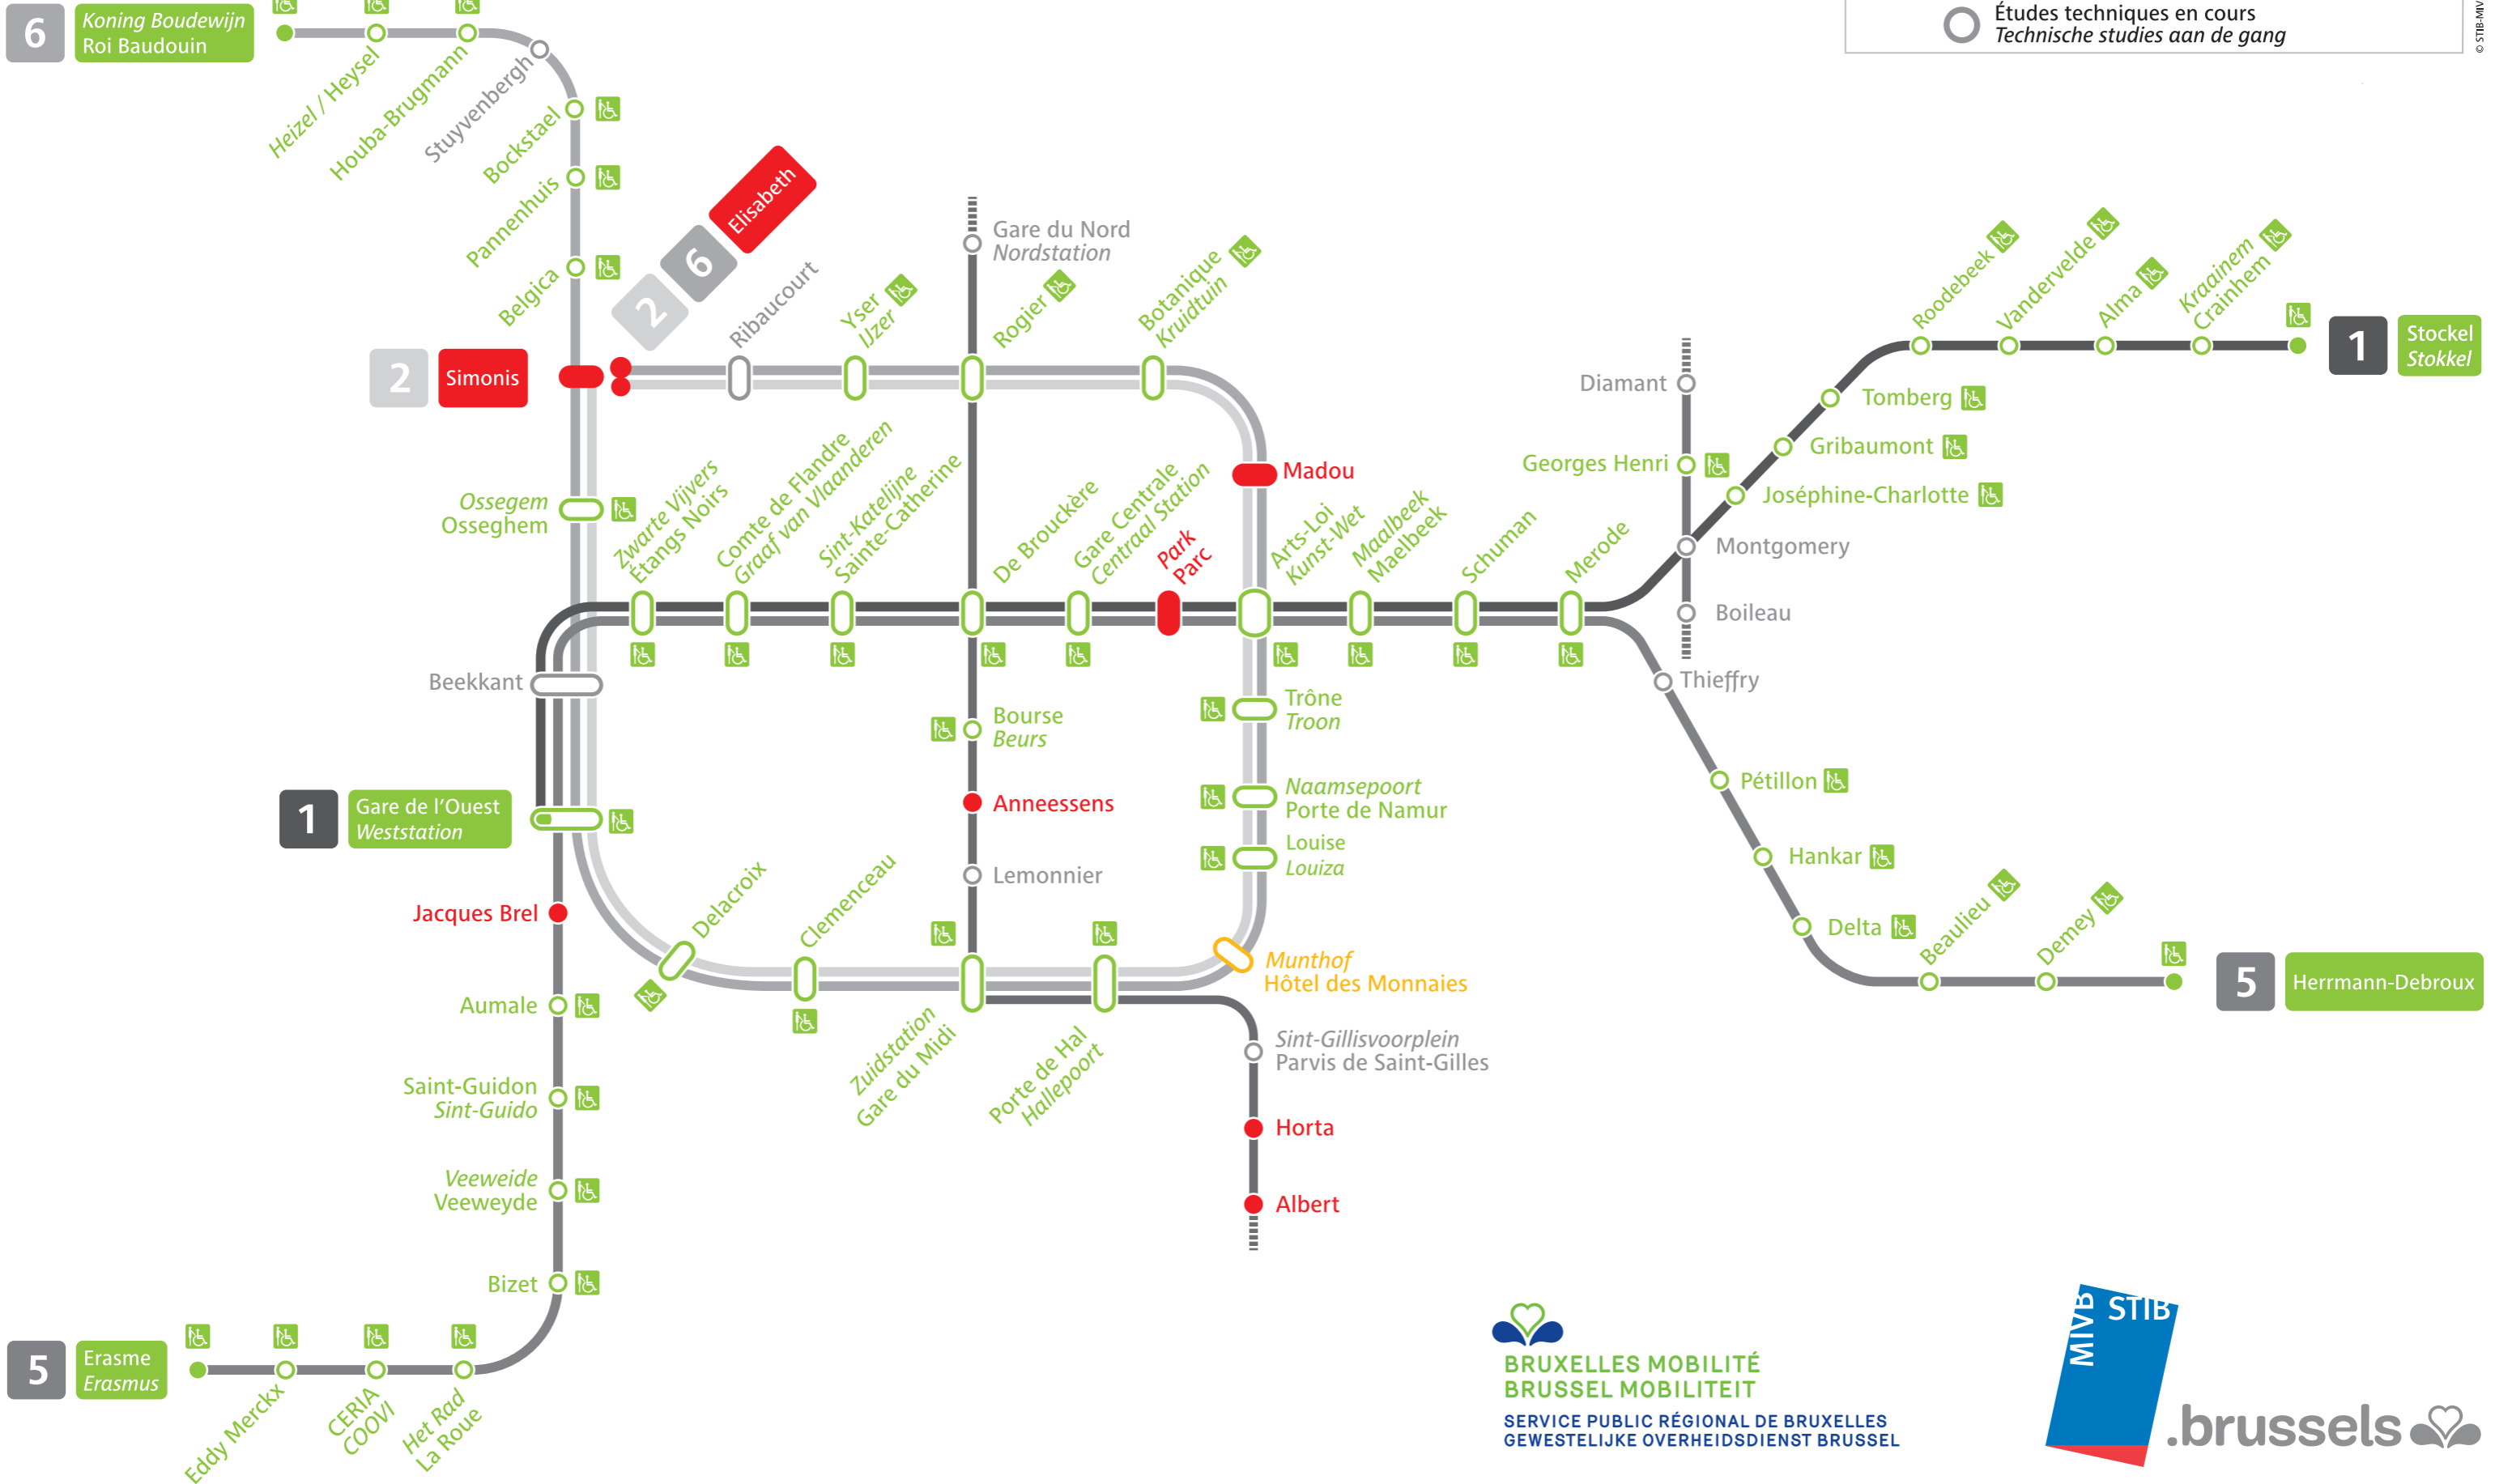 6
Koning Boudewijn
Roi Baudouin
Études techniques en cours
Technische studies aan de gang
© STIB-MIV
Heizel / Heysel
Houba-Brugmann
Stuyvenbergh
Bockstael
Pannenhuis
Belgica
2
Simonis
2
6
Elisabeth
Ribaucourt
Yser
IJzer
Gare du Nord
Nordstation
Rogier
Botanique
Kruidtuin
Madou
Diamant
Georges Henri
Montgomery
Boileau
Roodebeek
Vandervelde
Alma
Kraainem
Crainhem
1
Stockel
Stokkel
Tomberg
Gribaumont
Joséphine-Charlotte
Ossegem
Osseghem
Zwarte Vijvers
Étangs Noirs
Comte de Flandre
Graaf van Vlaanderen
Sint-Katelijne
Sainte-Catherine
De Brouckère
Gare Centrale
Centraal Station
Park
Parc
Arts-Loi
Kunst-Wet
Maalbeek
Maelbeek
Schuman
Merode
Beekkant
Thieffry
Trône
Troon
Bourse
Beurs
Pétillon
Naamsepoort
Porte de Namur
Anneessens
1
Gare de l'Ouest
Weststation
Louise
Louiza
Hankar
Lemonnier
Delacroix
Clemenceau
Jacques Brel
Delta
Beaulieu
Demey
Munthof
Hôtel des Monnaies
5
Herrmann-Debroux
Aumale
Zuidstation
Gare du Midi
Porte de Hal
Hallepoort
Sint-Gillisvoorplein
Parvis de Saint-Gilles
Saint-Guidon
Sint-Guido
Horta
Veeweide
Veeweyde
Albert
Bizet
5
Erasme
Erasmus
Eddy Merckx
CERIA
COOVI
Het Rad
La Roue
BRUXELLES MOBILITÉ
BRUSSEL MOBILITEIT
SERVICE PUBLIC RÉGIONAL DE BRUXELLES
GEWESTELIJKE OVERHEIDSDIENST BRUSSEL
MIVB
STIB
.brussels